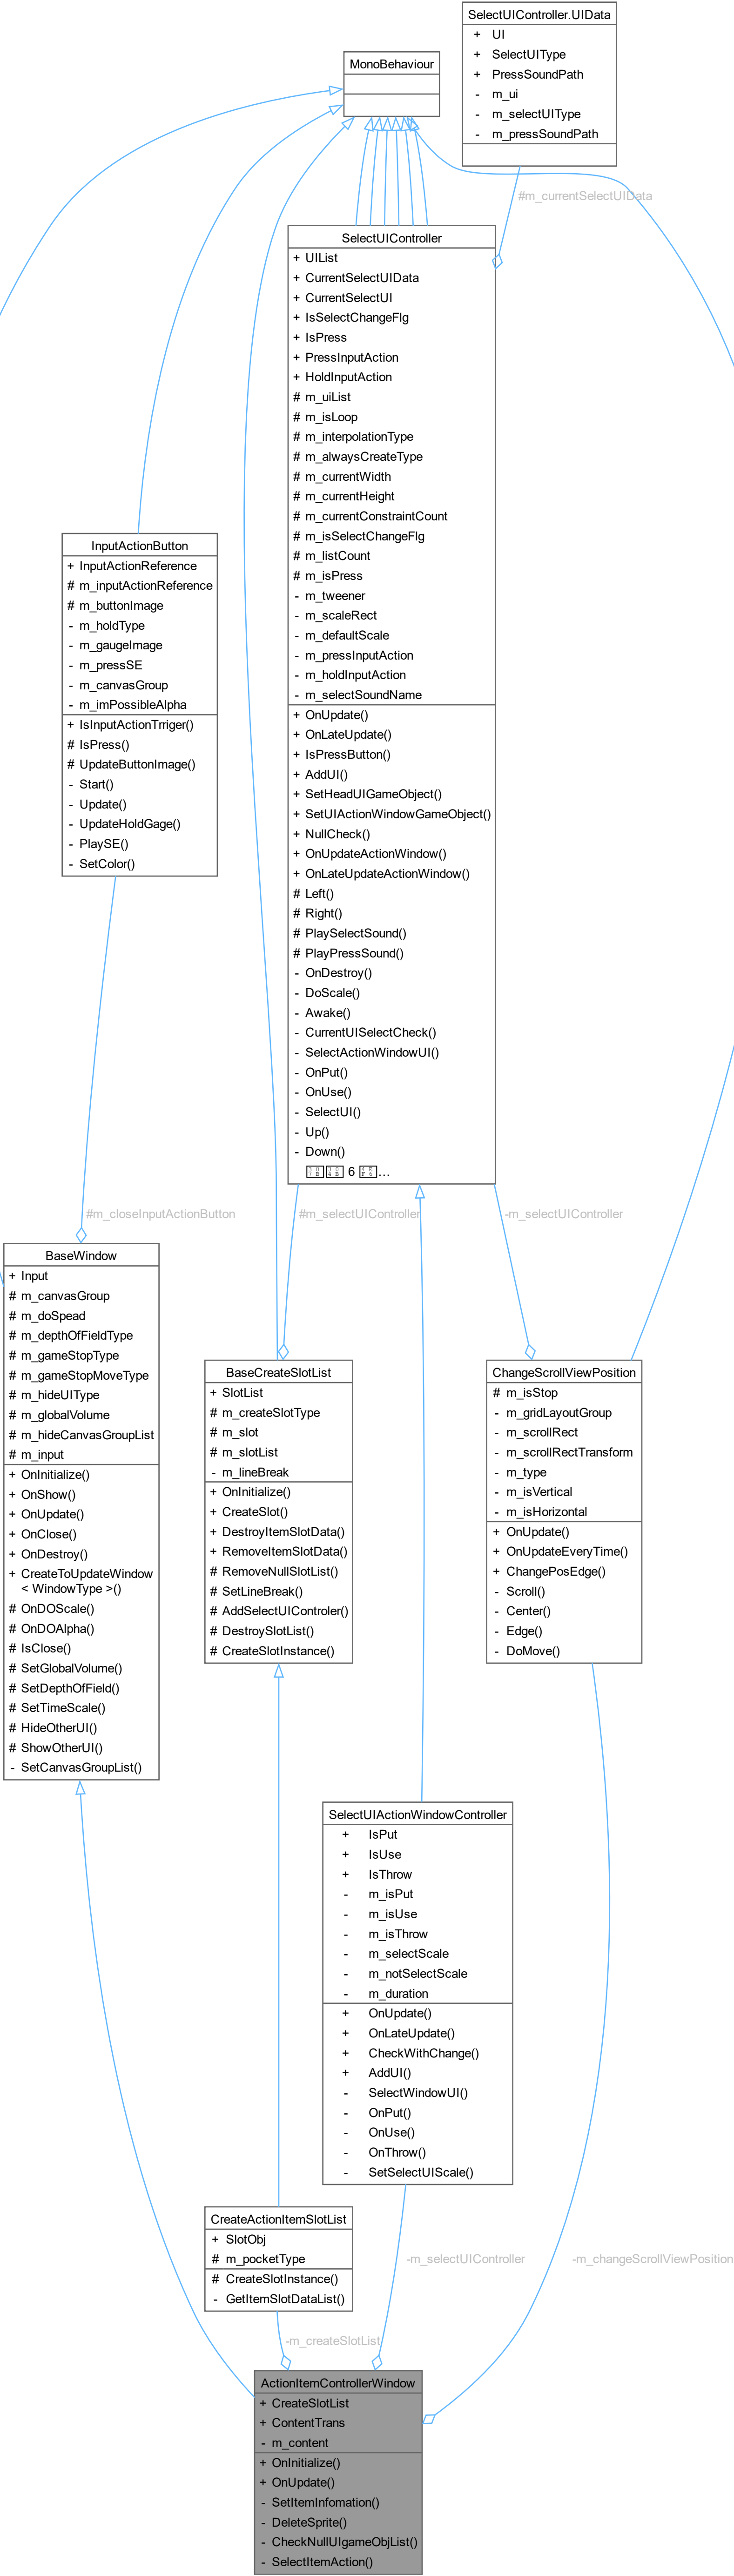 SelectUIController.UIData
+ UI
+ SelectUIType
+ PressSoundPath
- m_ui
- m_selectUIType
- m_pressSoundPath
MonoBehaviour
#m_currentSelectUIData
SelectUIController
+ UIList
+ CurrentSelectUIData
+ CurrentSelectUI
+ IsSelectChangeFlg
+ IsPress
+ PressInputAction
+ HoldInputAction
# m_uiList
# m_isLoop
# m_interpolationType
# m_alwaysCreateType
# m_currentWidth
# m_currentHeight
# m_currentConstraintCount
# m_isSelectChangeFlg
# m_listCount
# m_isPress
- m_tweener
- m_scaleRect
- m_defaultScale
- m_pressInputAction
- m_holdInputAction
- m_selectSoundName
+ OnUpdate()
+ OnLateUpdate()
+ IsPressButton()
+ AddUI()
+ SetHeadUIGameObject()
+ SetUIActionWindowGameObject()
+ NullCheck()
+ OnUpdateActionWindow()
+ OnLateUpdateActionWindow()
# Left()
# Right()
# PlaySelectSound()
# PlayPressSound()
- OnDestroy()
- DoScale()
- Awake()
- CurrentUISelectCheck()
- SelectActionWindowUI()
- OnPut()
- OnUse()
- SelectUI()
- Up()
- Down()
6 ...
InputActionButton
+ InputActionReference
# m_inputActionReference
# m_buttonImage
- m_holdType
- m_gaugeImage
- m_pressSE
- m_canvasGroup
- m_imPossibleAlpha
+ IsInputActionTrriger()
# IsPress()
# UpdateButtonImage()
- Start()
- Update()
- UpdateHoldGage()
- PlaySE()
- SetColor()
#m_closeInputActionButton
#m_selectUIController
-m_selectUIController
BaseWindow
+ Input
# m_canvasGroup
# m_doSpead
# m_depthOfFieldType
# m_gameStopType
# m_gameStopMoveType
# m_hideUIType
# m_globalVolume
# m_hideCanvasGroupList
# m_input
+ OnInitialize()
+ OnShow()
+ OnUpdate()
+ OnClose()
+ OnDestroy()
+ CreateToUpdateWindow
< WindowType >()
# OnDOScale()
# OnDOAlpha()
# IsClose()
# SetGlobalVolume()
# SetDepthOfField()
# SetTimeScale()
# HideOtherUI()
# ShowOtherUI()
- SetCanvasGroupList()
BaseCreateSlotList
+ SlotList
# m_createSlotType
# m_slot
# m_slotList
- m_lineBreak
+ OnInitialize()
+ CreateSlot()
+ DestroyItemSlotData()
+ RemoveItemSlotData()
# RemoveNullSlotList()
# SetLineBreak()
# AddSelectUIControler()
# DestroySlotList()
# CreateSlotInstance()
ChangeScrollViewPosition
# m_isStop
- m_gridLayoutGroup
- m_scrollRect
- m_scrollRectTransform
- m_type
- m_isVertical
- m_isHorizontal
+ OnUpdate()
+ OnUpdateEveryTime()
+ ChangePosEdge()
- Scroll()
- Center()
- Edge()
- DoMove()
SelectUIActionWindowController
+ IsPut
+ IsUse
+ IsThrow
- m_isPut
- m_isUse
- m_isThrow
- m_selectScale
- m_notSelectScale
- m_duration
+ OnUpdate()
+ OnLateUpdate()
+ CheckWithChange()
+ AddUI()
- SelectWindowUI()
- OnPut()
- OnUse()
- OnThrow()
- SetSelectUIScale()
CreateActionItemSlotList
+ SlotObj
# m_pocketType
# CreateSlotInstance()
- GetItemSlotDataList()
-m_selectUIController
-m_changeScrollViewPosition
-m_createSlotList
ActionItemControllerWindow
+ CreateSlotList
+ ContentTrans
- m_content
+ OnInitialize()
+ OnUpdate()
- SetItemInfomation()
- DeleteSprite()
- CheckNullUIgameObjList()
- SelectItemAction()